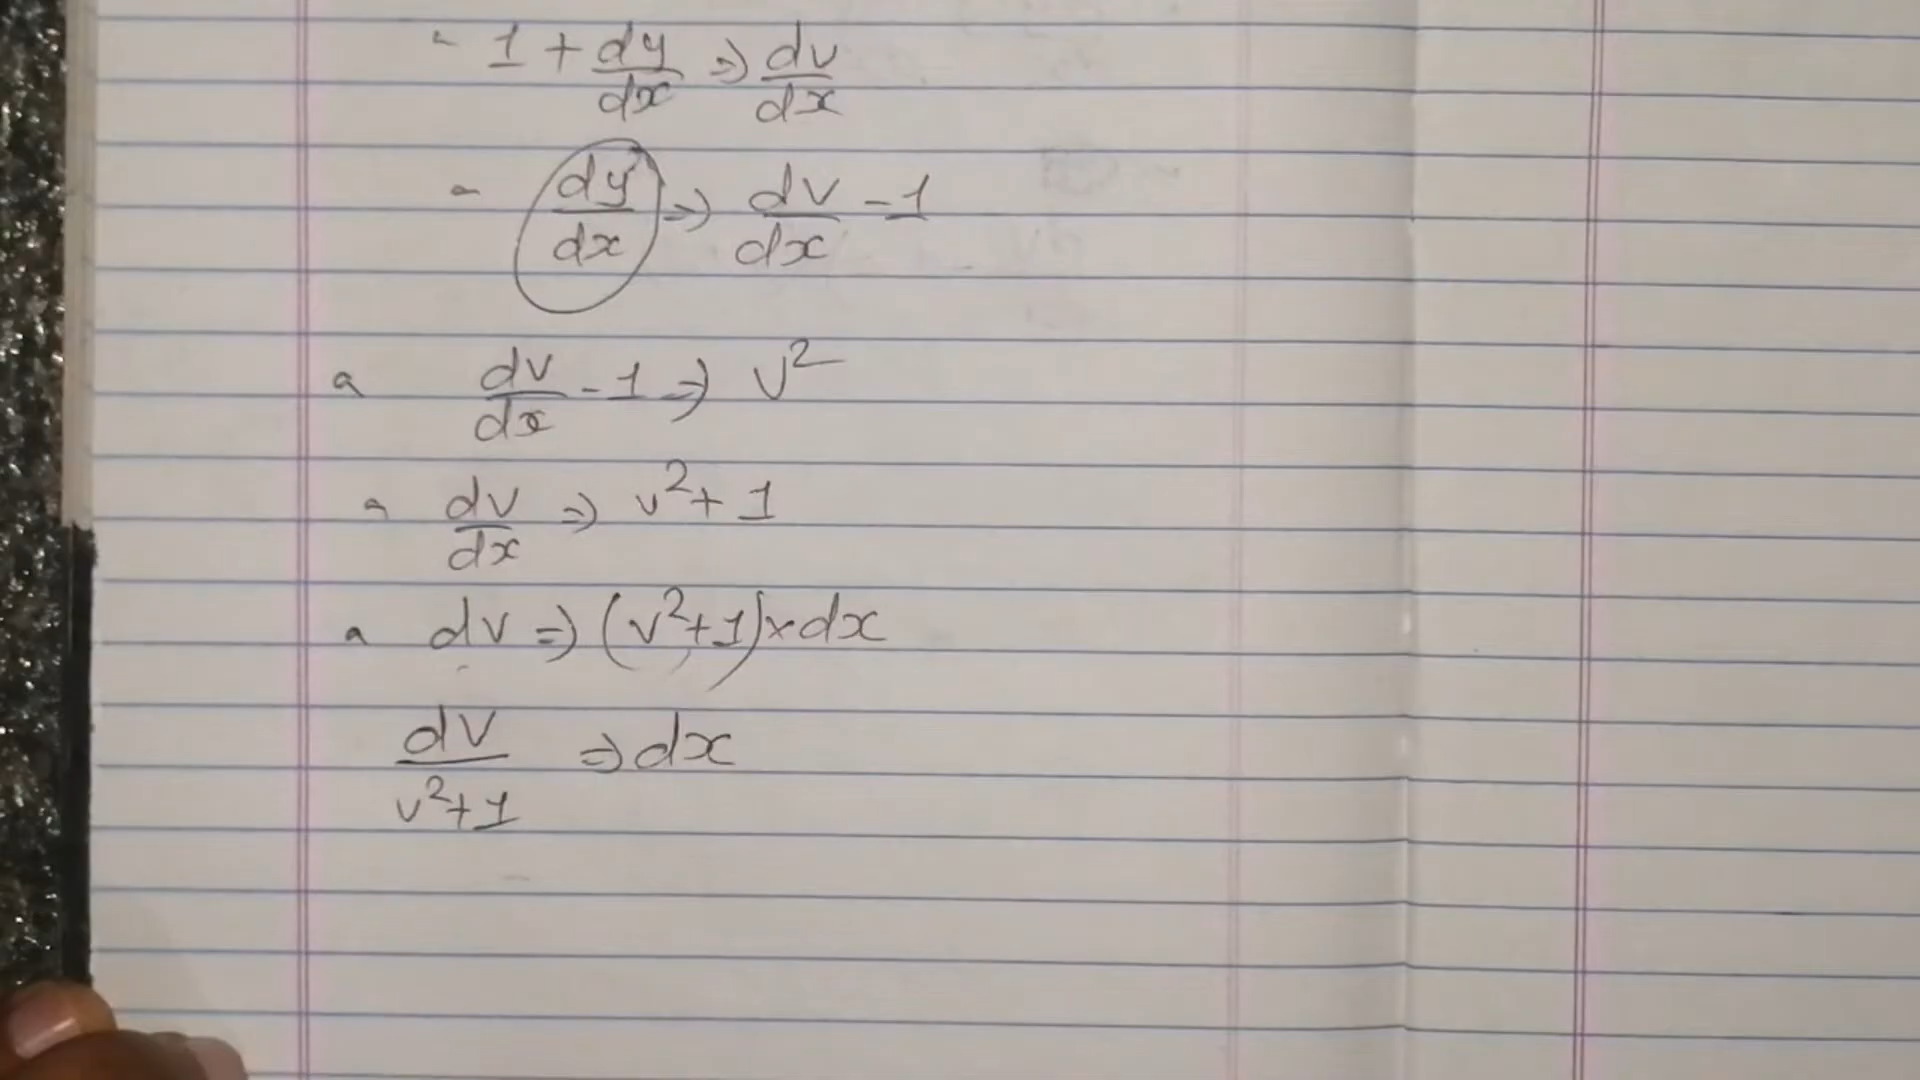 1 + dy/dx ⇒ dv/dx
dy/dx ⇒ dv/dx - 1
dv/dx - 1 ⇒ v²
dv/dx ⇒ v² + 1
dv ⇒ (v²+1) × dx
dv/v²+1 ⇒ dx